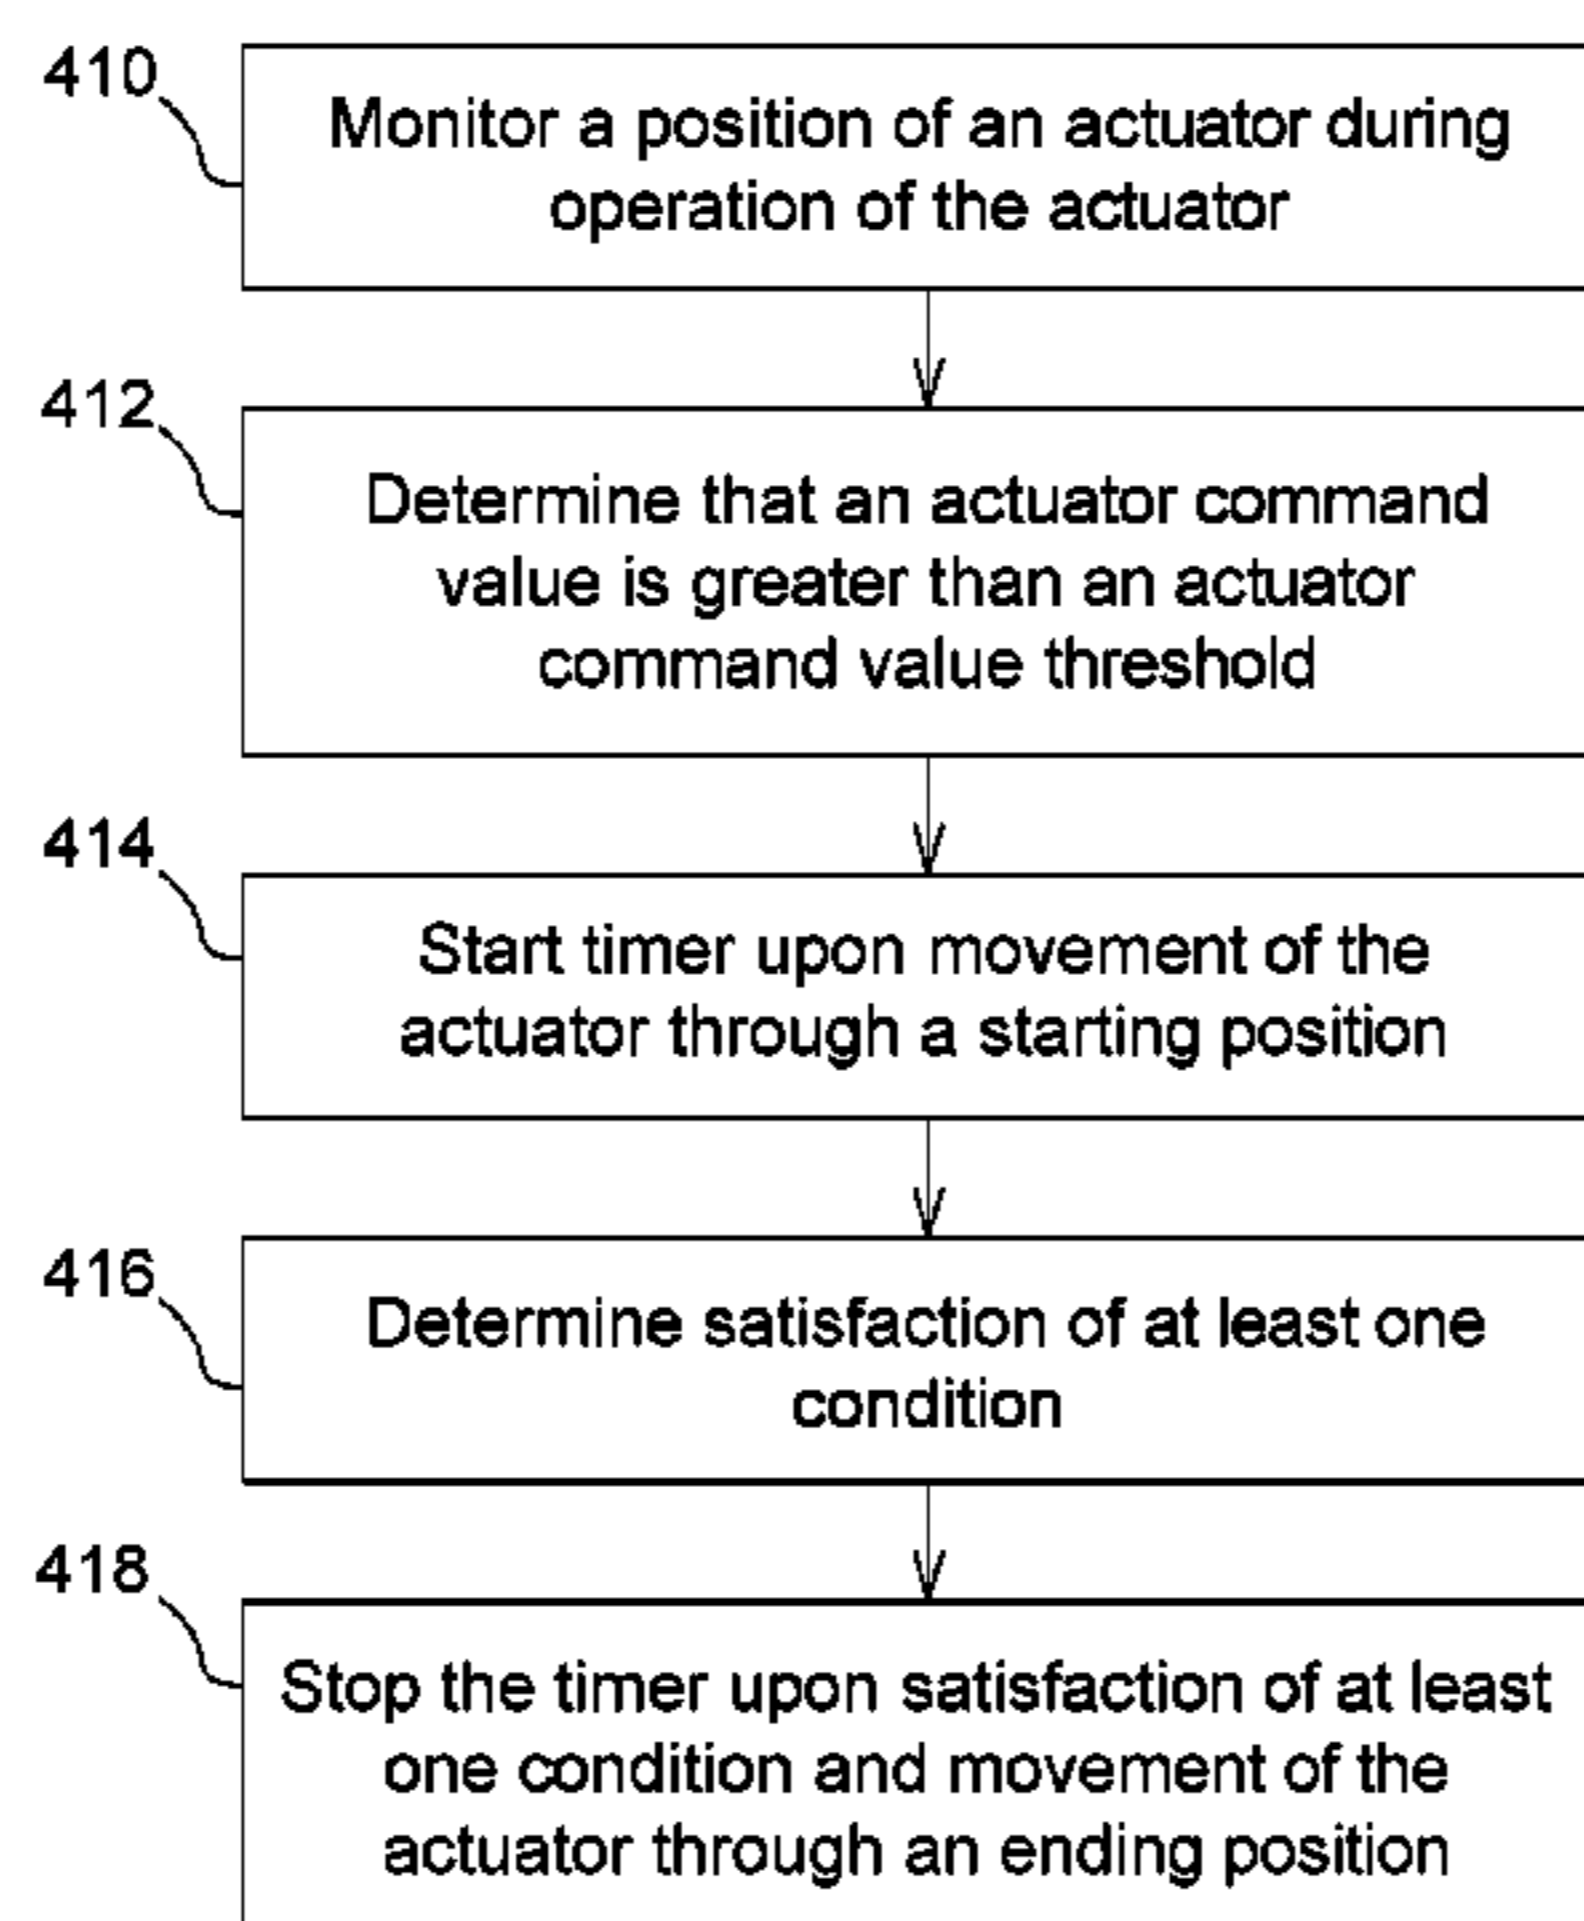 410
Monitor a position of an actuator during
operation of the actuator
412
Determine that an actuator command
value is greater than an actuator
command value threshold
414
Start timer upon movement of the
actuator through a starting position
416
Determine satisfaction of at least one
condition
418
Stop the timer upon satisfaction of at least
one condition and movement of the
actuator through an ending position